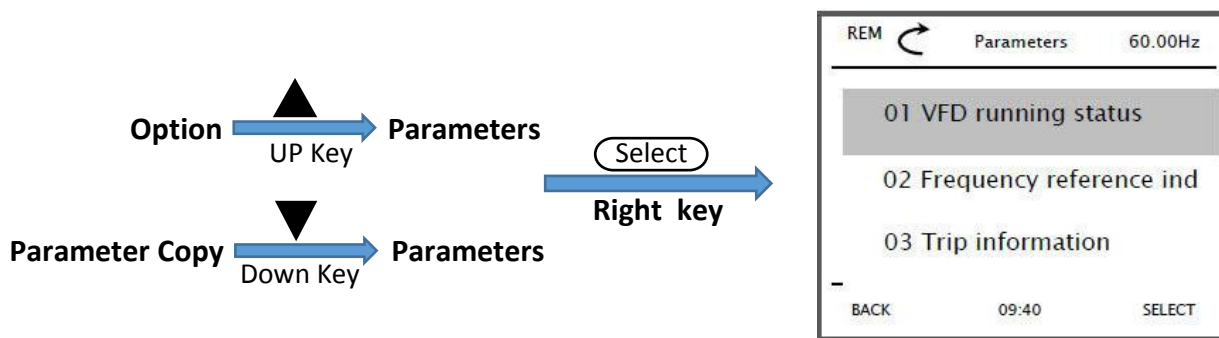 Option
UP Key
Parameters
Parameter Copy
Down Key
Parameters
Select
Right key
REM Parameters 60.00Hz
01 VFD running status
02 Frequency reference ind
03 Trip information
BACK 09:40 SELECT